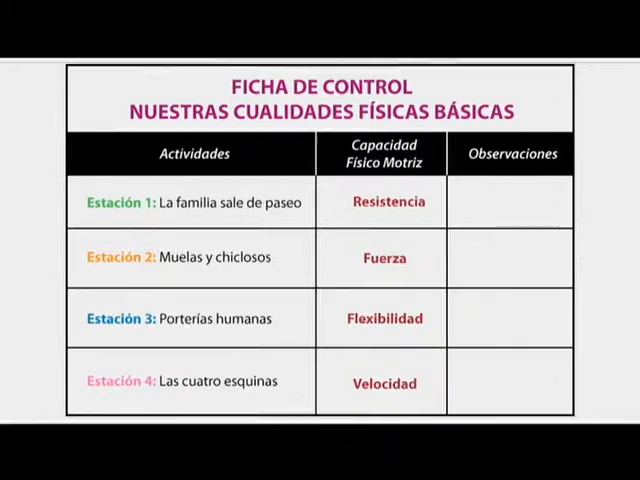 FICHA DE CONTROL
NUESTRAS CUALIDADES FÍSICAS BÁSICAS
Actividades
Capacidad
Físico Motriz
Observaciones
Estación 1: La familia sale de paseo
Resistencia
Estación 2: Muelas y chiclosos
Fuerza
Estación 3: Porterías humanas
Flexibilidad
Estación 4: Las cuatro esquinas
Velocidad